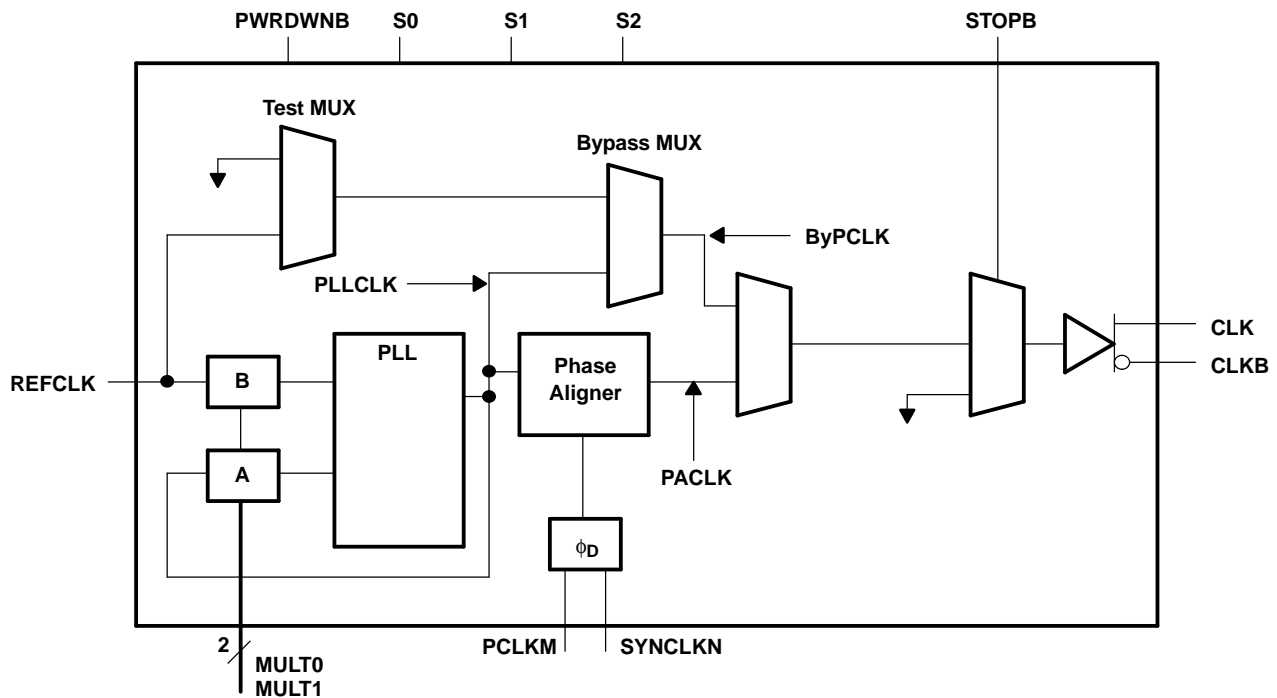 PWRDWNB S0 S1 S2 STOPB
Test MUX
Bypass MUX
ByPCLK
PLLCLK
PLL
Phase
Aligner
CLK
CLKB
REFCLK
B
A
PACLK
ϕD
2
MULT0
MULT1
PCLKM SYNCLKN